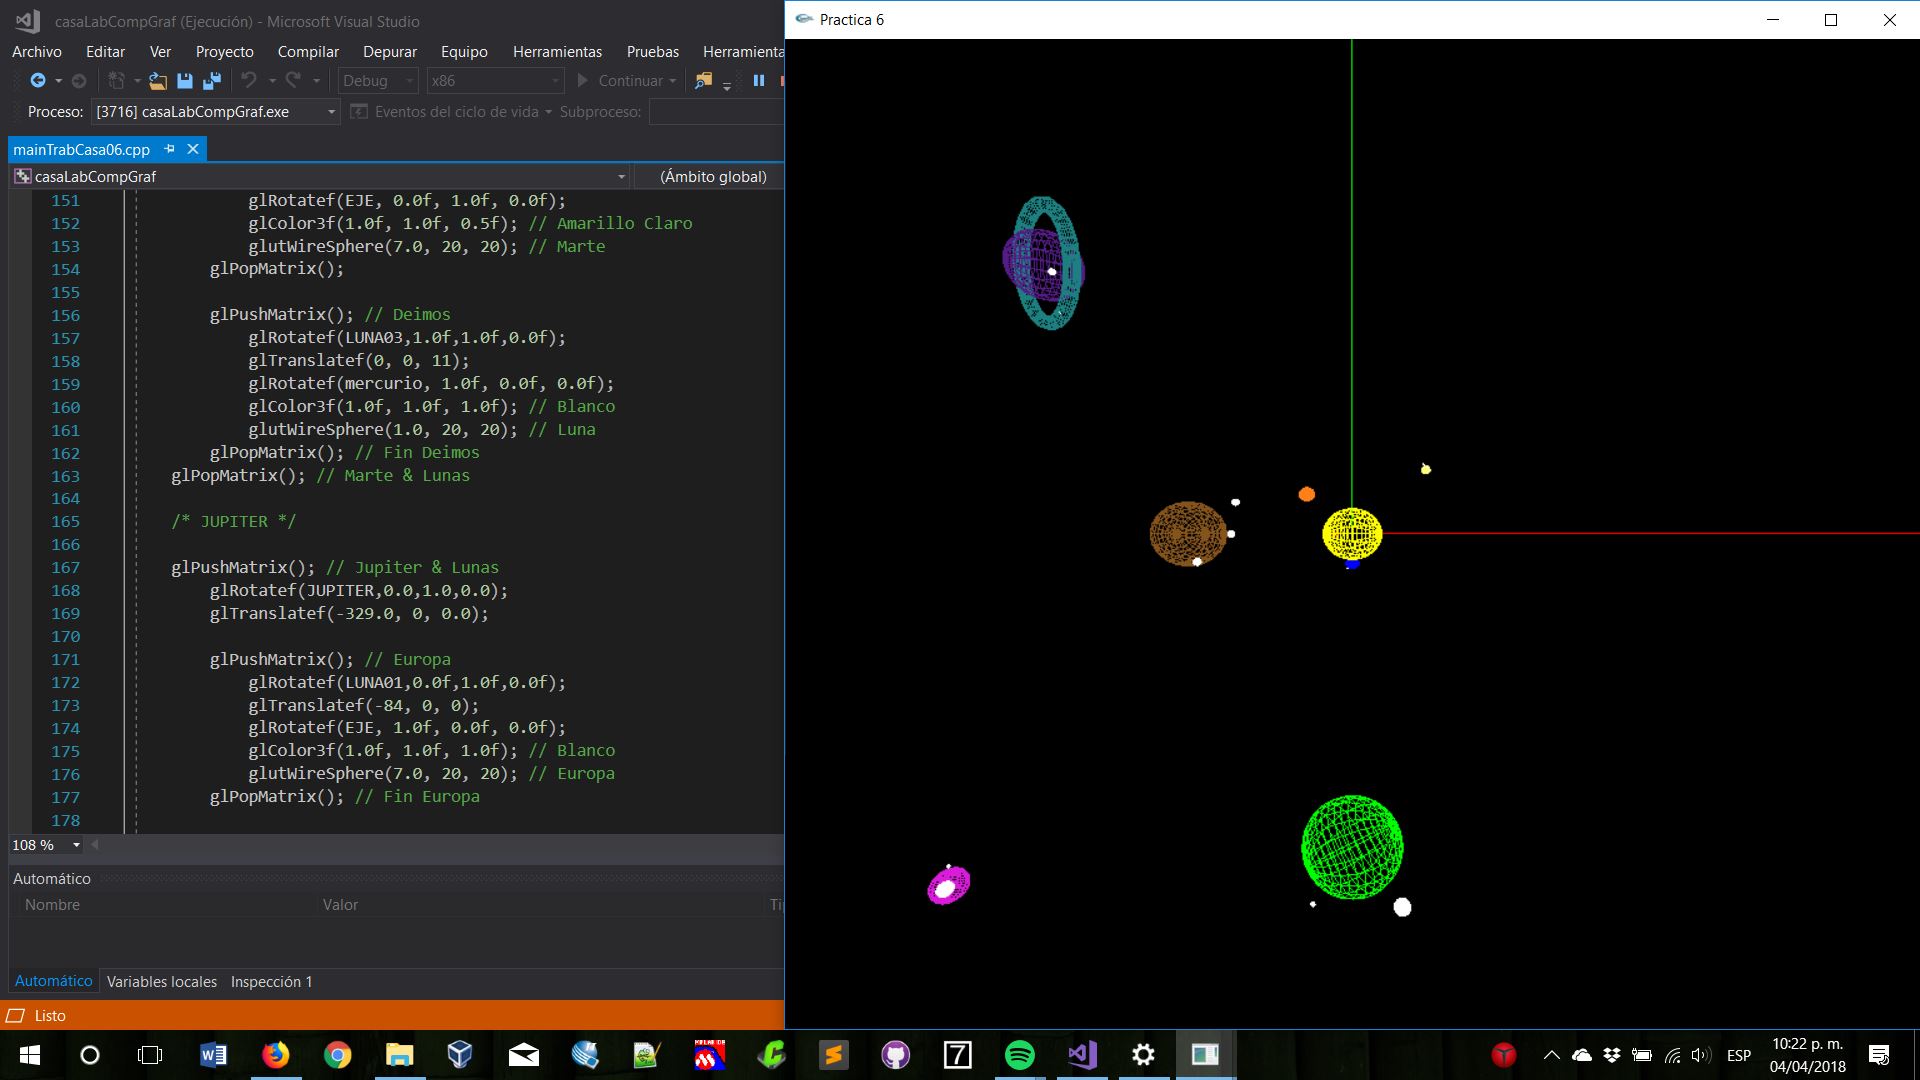 casaLabCompGraf (Ejecución) - Microsoft Visual Studio
Archivo Editar Ver Proyecto Compilar Depurar Equipo Herramientas Pruebas Herramienta
Debug x86 Continuar
Proceso: [3716] casaLabCompGraf.exe Eventos del ciclo de vida Subproceso:
mainTrabCasa06.cpp
casaLabCompGraf (Ámbito global)
151 glRotatef(EJE, 0.0f, 1.0f, 0.0f);
152 glColor3f(1.0f, 1.0f, 0.5f); // Amarillo Claro
153 glutWireSphere(7.0, 20, 20); // Marte
154 glPopMatrix();
155
156 glPushMatrix(); // Deimos
157 glRotatef(LUNA03,1.0f,1.0f,0.0f);
158 glTranslatef(0, 0, 11);
159 glRotatef(mercurio, 1.0f, 0.0f, 0.0f);
160 glColor3f(1.0f, 1.0f, 1.0f); // Blanco
161 glutWireSphere(1.0, 20, 20); // Luna
162 glPopMatrix(); // Fin Deimos
163 glPopMatrix(); // Marte & Lunas
164
165 /* JUPITER */
166
167 glPushMatrix(); // Jupiter & Lunas
168 glRotatef(JUPITER,0.0,1.0,0.0);
169 glTranslatef(-329.0, 0, 0.0);
170
171 glPushMatrix(); // Europa
172 glRotatef(LUNA01,0.0f,1.0f,0.0f);
173 glTranslatef(-84, 0, 0);
174 glRotatef(EJE, 1.0f, 0.0f, 0.0f);
175 glColor3f(1.0f, 1.0f, 1.0f); // Blanco
176 glutWireSphere(7.0, 20, 20); // Europa
177 glPopMatrix(); // Fin Europa
178
108 %
Automático
Nombre Valor Ti
Automático Variables locales Inspección 1
Listo
Practica 6
7
ESP
10:22 p. m.
04/04/2018